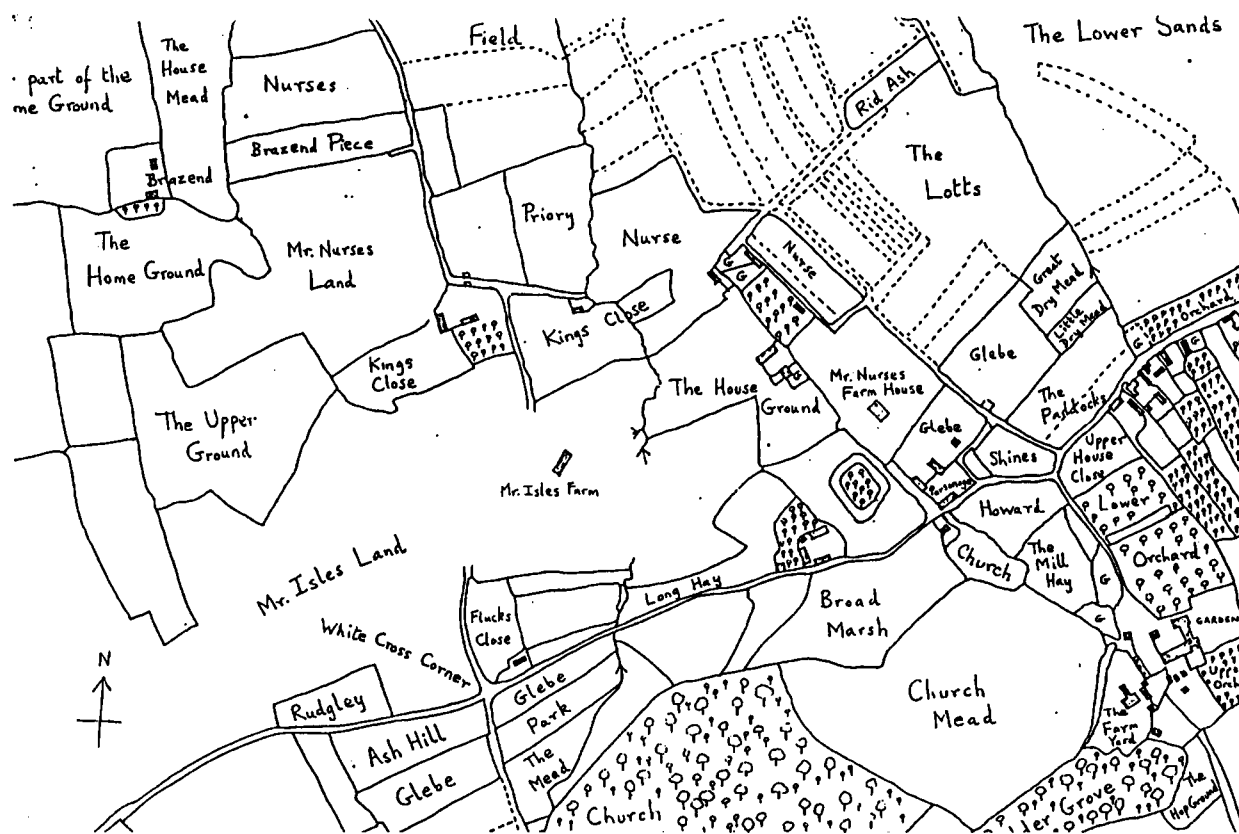 The
House
Mead
part of the
me Ground
Nurses
Field
The Lower Sands
Rid Ash
Brazend Piece
Brazend
The
Lotts
Priory
Nurse
Nurse
The
Home Ground
Mr. Nurses
Land
Great
Dry Mead
Little
Dry Mead
Orchard
G
G
G
G
G
Kings Close
Kings
Close
Glebe
The House
Ground
Mr. Nurses
Farm House
The
Paddocks
The Upper
Ground
Glebe
Shines
Upper
House
Close
Mr. Isles Farm
Parsonage
Howard
Lower
Orchard
Church
The
Mill
Hay
G
G
Mr. Isles Land
Long Hay
Flucks
Close
Broad
Marsh
GARDEN
White Cross Corner
N
Glebe
Park
The
Mead
Rudgley
Ash Hill
Glebe
Church
Mead
Upper
The
Farm
Yard
Church
der Grove
The
Hop Ground